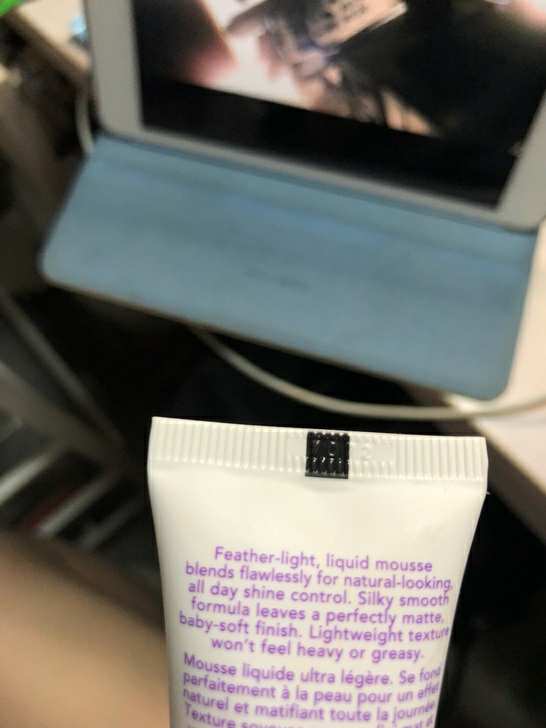 Feather-light, liquid mousse
blends flawlessly for natural-looking,
all day shine control. Silky smooth
formula leaves a perfectly matte,
baby-soft finish. Lightweight texture
won't feel heavy or greasy.
Mousse liquide ultra légère. Se fond
parfaitement à la peau pour un effet
naturel et matifiant toute la journée
Texture